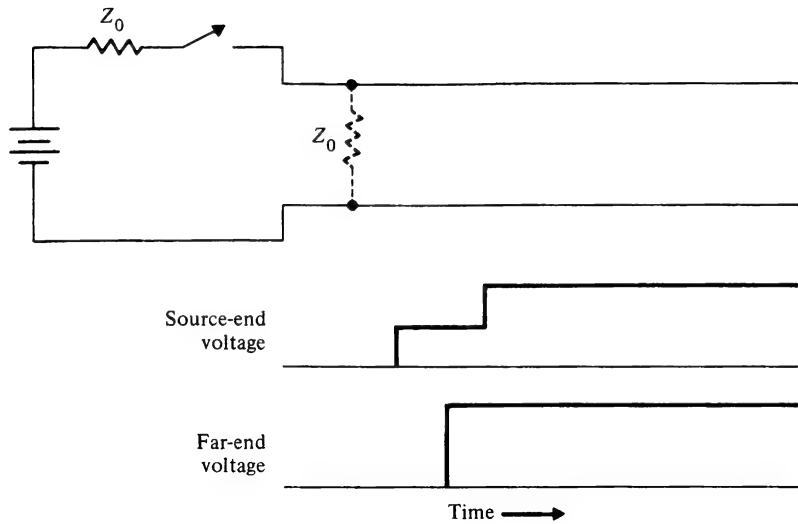 Z₀
Z₀
Source-end
voltage
Far-end
voltage
Time